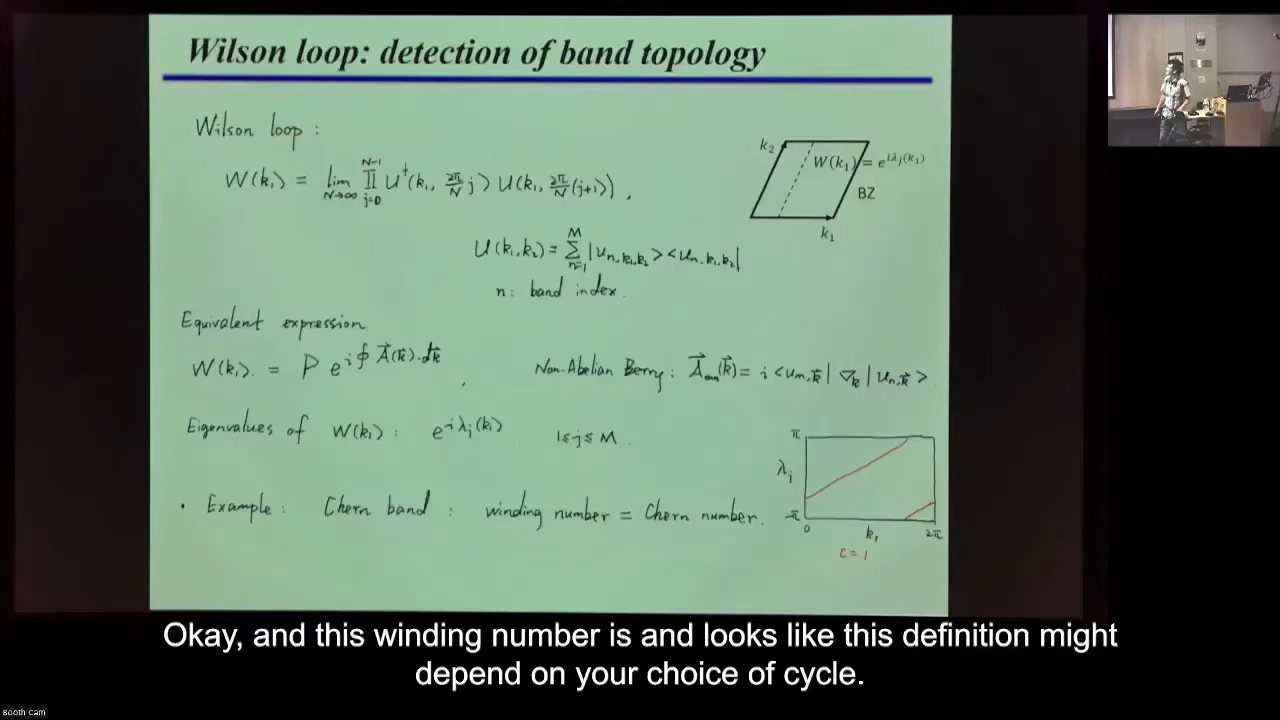 Wilson loop: detection of band topology
Wilson loop :
W(k₁) = lim_{N→∞} ∏_{j=0}^{N-1} U†(k₁, 2π/N j) U(k₁, 2π/N (j+1)) ,
k₂
W(k₁) = e^{iλj(k₁)}
BZ
k₁
U(k₁,k₂) = ∑_{n=1}^{M} |u_{n,k₁,k₂}> <u_{n,k₁,k₂}|
n: band index.
Equivalent expression
W(k₁). = P e^{i∮ A⃗(k⃗)·dk⃗} ,
Non-Abelian Berry: A⃗_{mn}(k⃗) = i <u_{m,k⃗} | ∇_k⃗ | u_{n,k⃗} >
Eigenvalues of W(k₁) : e^{iλ_j(k₁)} 1≤j≤M .
π
λ_j
-π
0
k₁
2π
C=1
• Example : Chern band : winding number = Chern number.
Okay, and this winding number is and looks like this definition might
depend on your choice of cycle.
Booth Cam